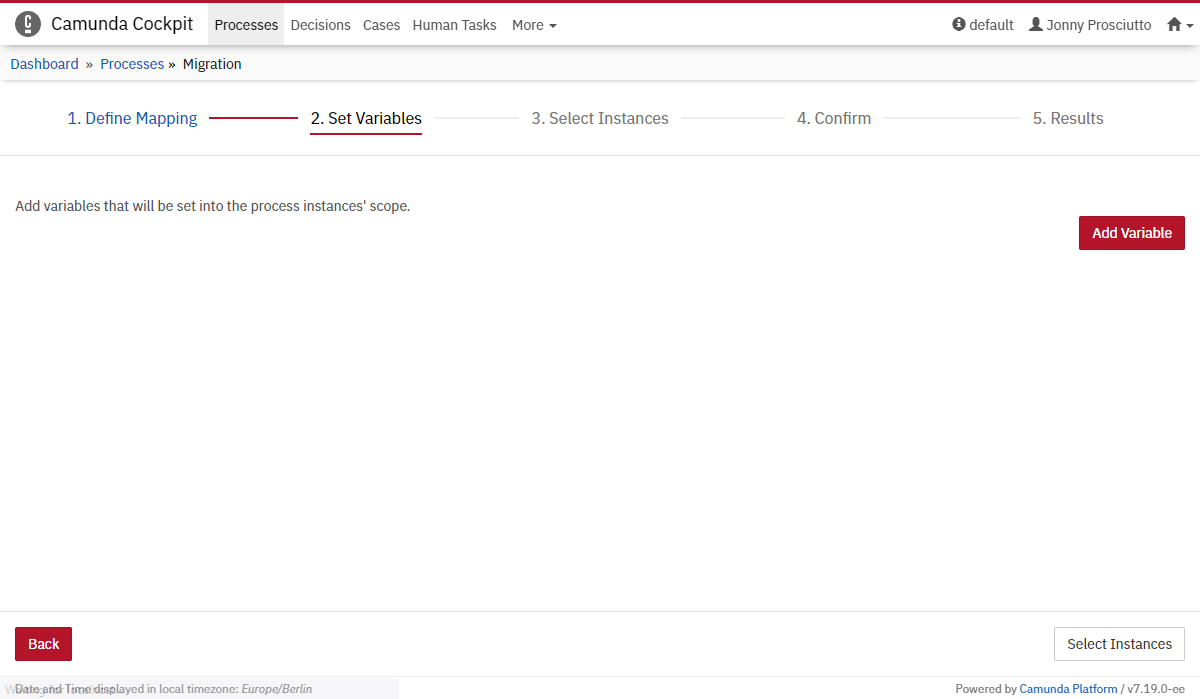 Camunda Cockpit Processes Decisions Cases Human Tasks More default Jonny Prosciutto
Dashboard » Processes » Migration
1. Define Mapping 2. Set Variables 3. Select Instances 4. Confirm 5. Results
Add variables that will be set into the process instances' scope.
Add Variable
Back Select Instances
Date and Time displayed in local timezone: Europe/Berlin Powered by Camunda Platform / v7.19.0-ee